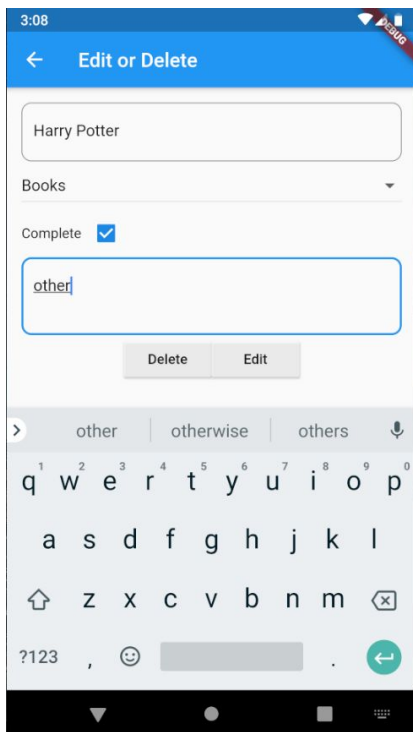 3:08
DEBUG
Edit or Delete
Harry Potter
Books
Complete
other
Delete Edit
other otherwise others
1 2 3 4 5 6 7 8 9 0
q w e r t y u i o p
a s d f g h j k l
z x c v b n m
?123 , .